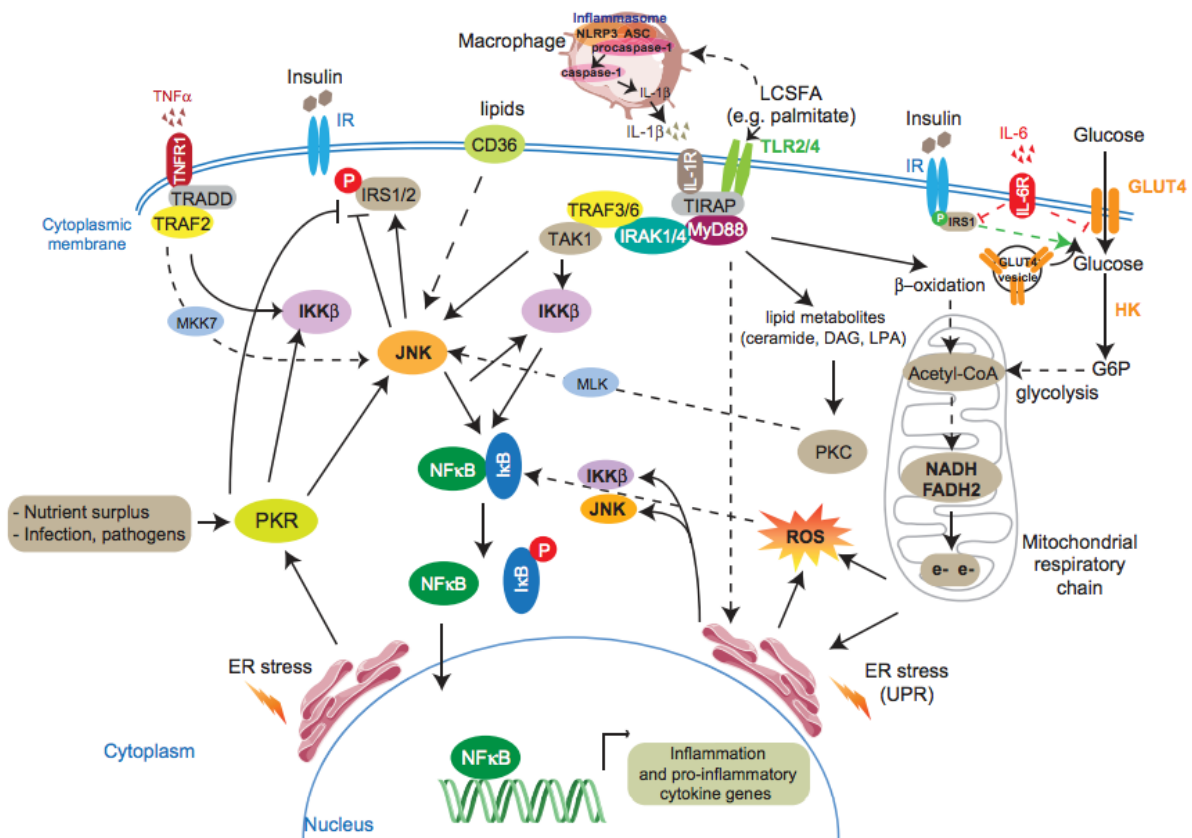 Inflammasome
NLRP3 ASC
procaspase-1
Macrophage
caspase-1
IL-1β
IL-1β
TNFα
Insulin
IR
lipids
CD36
LCSFA
(e.g. palmitate)
TLR2/4
Insulin
IR
IL-6
Glucose
TNFR1
TRADD
TRAF2
P
IRS1/2
IL-1R
TIRAP
MyD88
TRAF3/6
IRAK1/4
TAK1
P
IRS1
IL-6R
GLUT4
Cytoplasmic
membrane
GLUT4
vesicle
Glucose
β–oxidation
HK
MKK7
IKKβ
JNK
IKKβ
lipid metabolites
(ceramide, DAG, LPA)
MLK
Acetyl-CoA
G6P
glycolysis
PKC
NFκB
IκB
IKKβ
JNK
NADH
FADH2
- Nutrient surplus
- Infection, pathogens
PKR
ROS
e- e-
Mitochondrial
respiratory
chain
NFκB
IκB
P
ER stress
ER stress
(UPR)
Cytoplasm
NFκB
Inflammation
and pro-inflammatory
cytokine genes
Nucleus